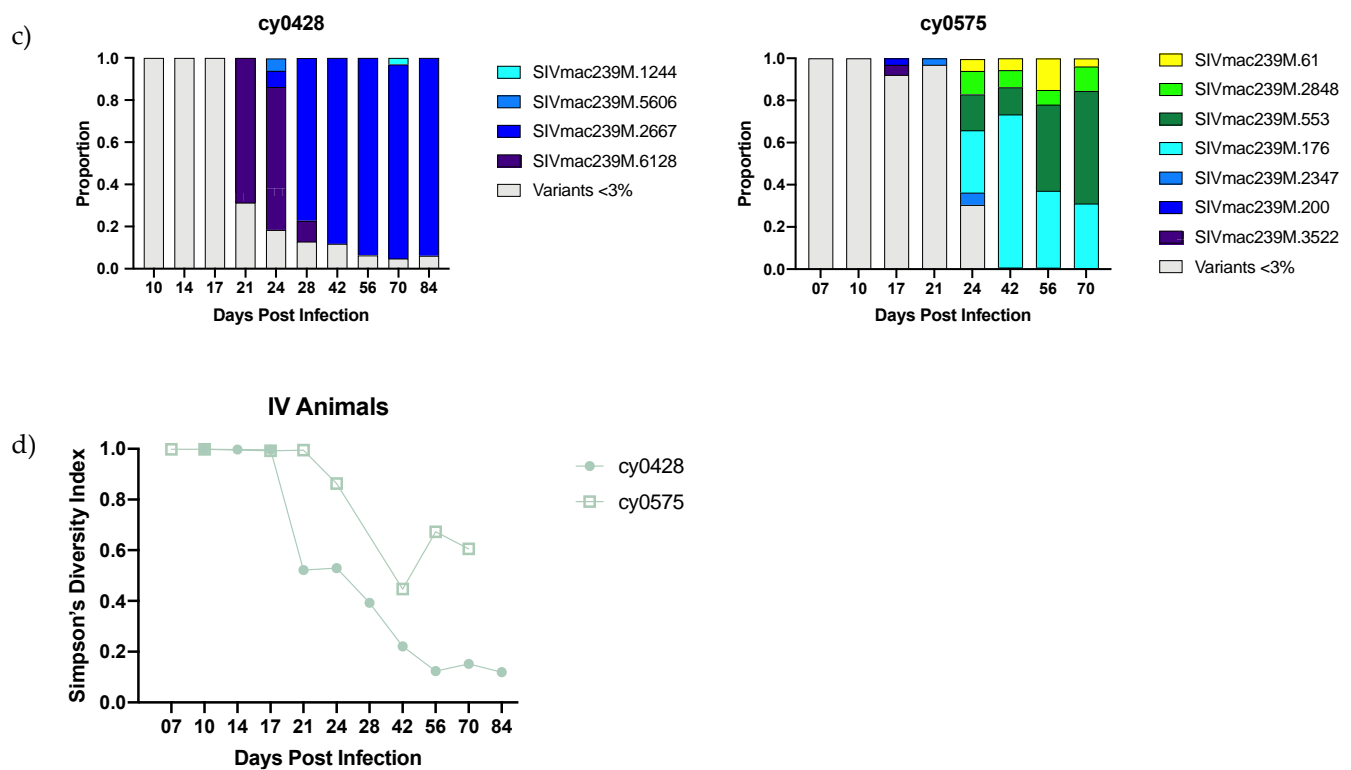 c)
cy0428
Proportion
1.0
0.8
0.6
0.4
0.2
0.0
10 14 17 21 24 28 42 56 70 84
Days Post Infection
SIVmac239M.1244
SIVmac239M.5606
SIVmac239M.2667
SIVmac239M.6128
Variants <3%
cy0575
Proportion
1.0
0.8
0.6
0.4
0.2
0.0
07 10 17 21 24 42 56 70
Days Post Infection
SIVmac239M.61
SIVmac239M.2848
SIVmac239M.553
SIVmac239M.176
SIVmac239M.2347
SIVmac239M.200
SIVmac239M.3522
Variants <3%
d)
IV Animals
Simpson's Diversity Index
1.0
0.8
0.6
0.4
0.2
0.0
07 10 14 17 21 24 28 42 56 70 84
Days Post Infection
cy0428
cy0575